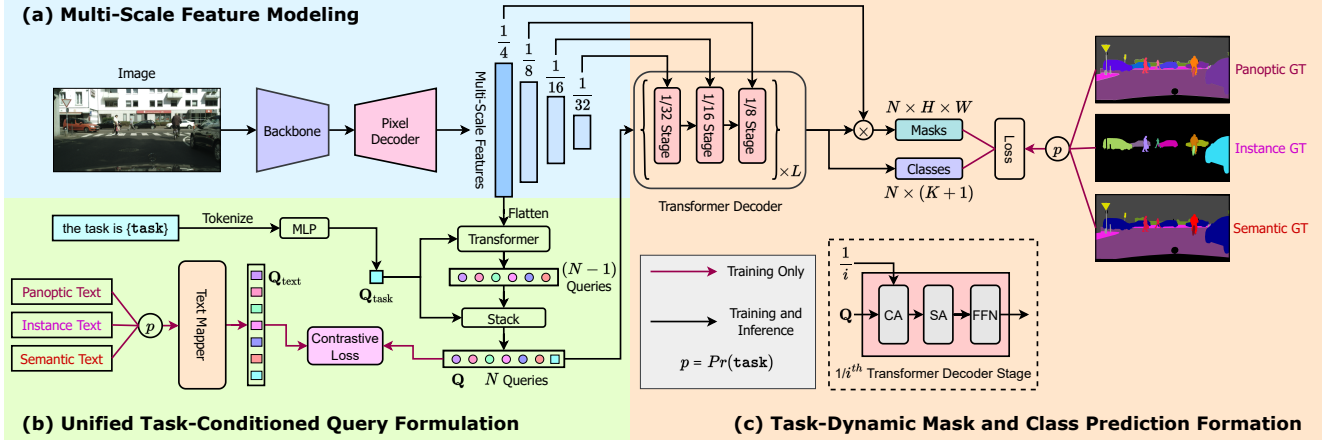 (a) Multi-Scale Feature Modeling
Image
Backbone
Pixel
Decoder
Multi-Scale Features
1/4
1/8
1/16
1/32
1/32 Stage
1/16 Stage
1/8 Stage
×L
Transformer Decoder
N × H × W
Masks
Classes
N × (K + 1)
Loss
p
Panoptic GT
Instance GT
Semantic GT
the task is {task}
Tokenize
MLP
Q_task
Flatten
Transformer
(N − 1)
Queries
Stack
Q
N Queries
Panoptic Text
Instance Text
Semantic Text
p
Text Mapper
Q_text
Contrastive
Loss
(b) Unified Task-Conditioned Query Formulation
Training Only
Training and
Inference
p = Pr(task)
1/i
Q
CA
SA
FFN
1/i^th Transformer Decoder Stage
(c) Task-Dynamic Mask and Class Prediction Formation